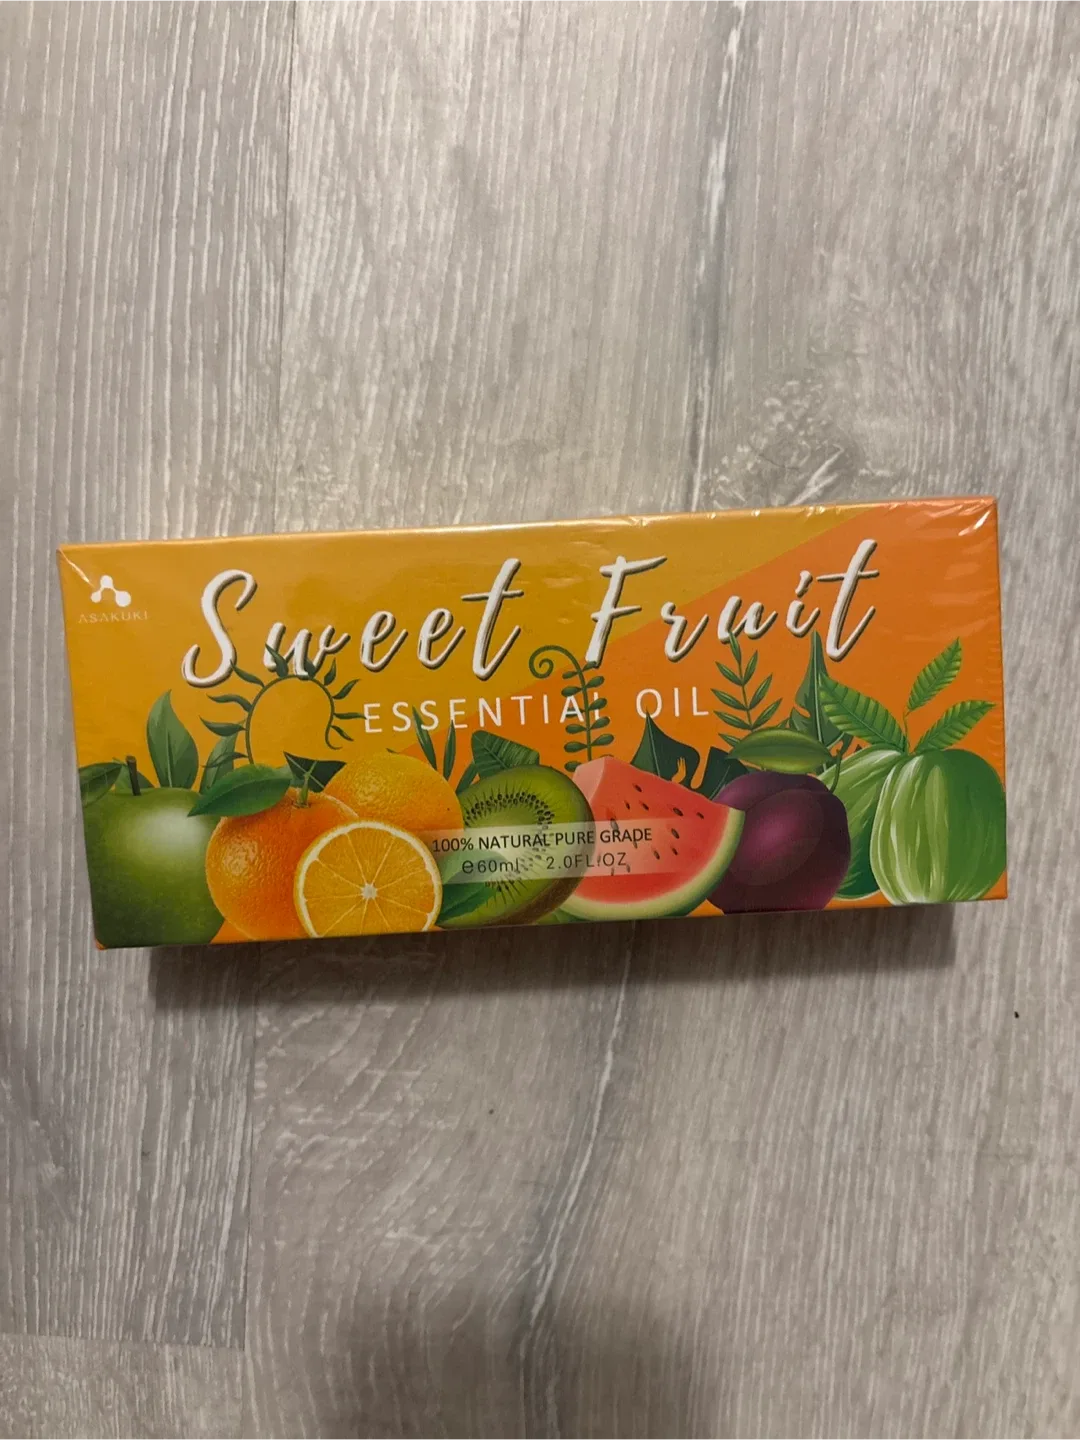 ASAKUKI
Sweet Fruit
ESSENTIAL OIL
100% NATURAL PURE GRADE
℮60ml 2.0FL.OZ